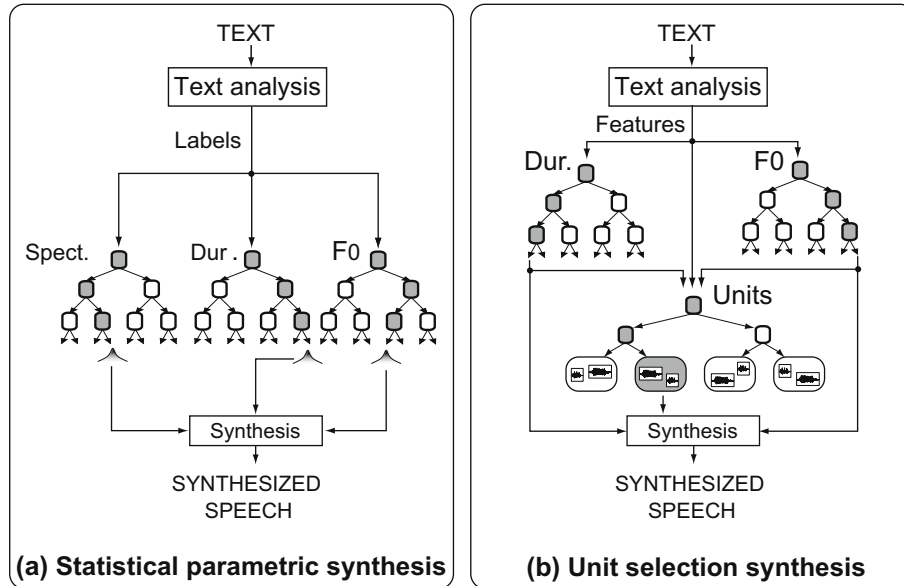 TEXT
Text analysis
Labels
Spect.
Dur .
F0
Synthesis
SYNTHESIZED
SPEECH
(a) Statistical parametric synthesis
TEXT
Text analysis
Features
Dur.
F0
Units
Synthesis
SYNTHESIZED
SPEECH
(b) Unit selection synthesis